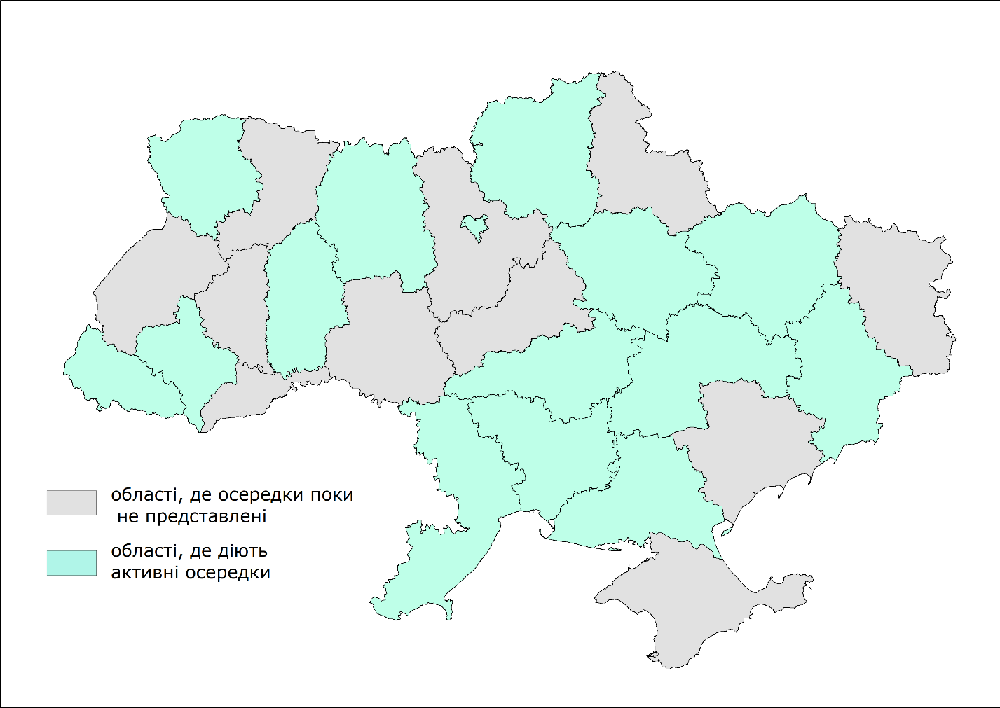 області, де осередки поки
не представлені
області, де діють
активні осередки